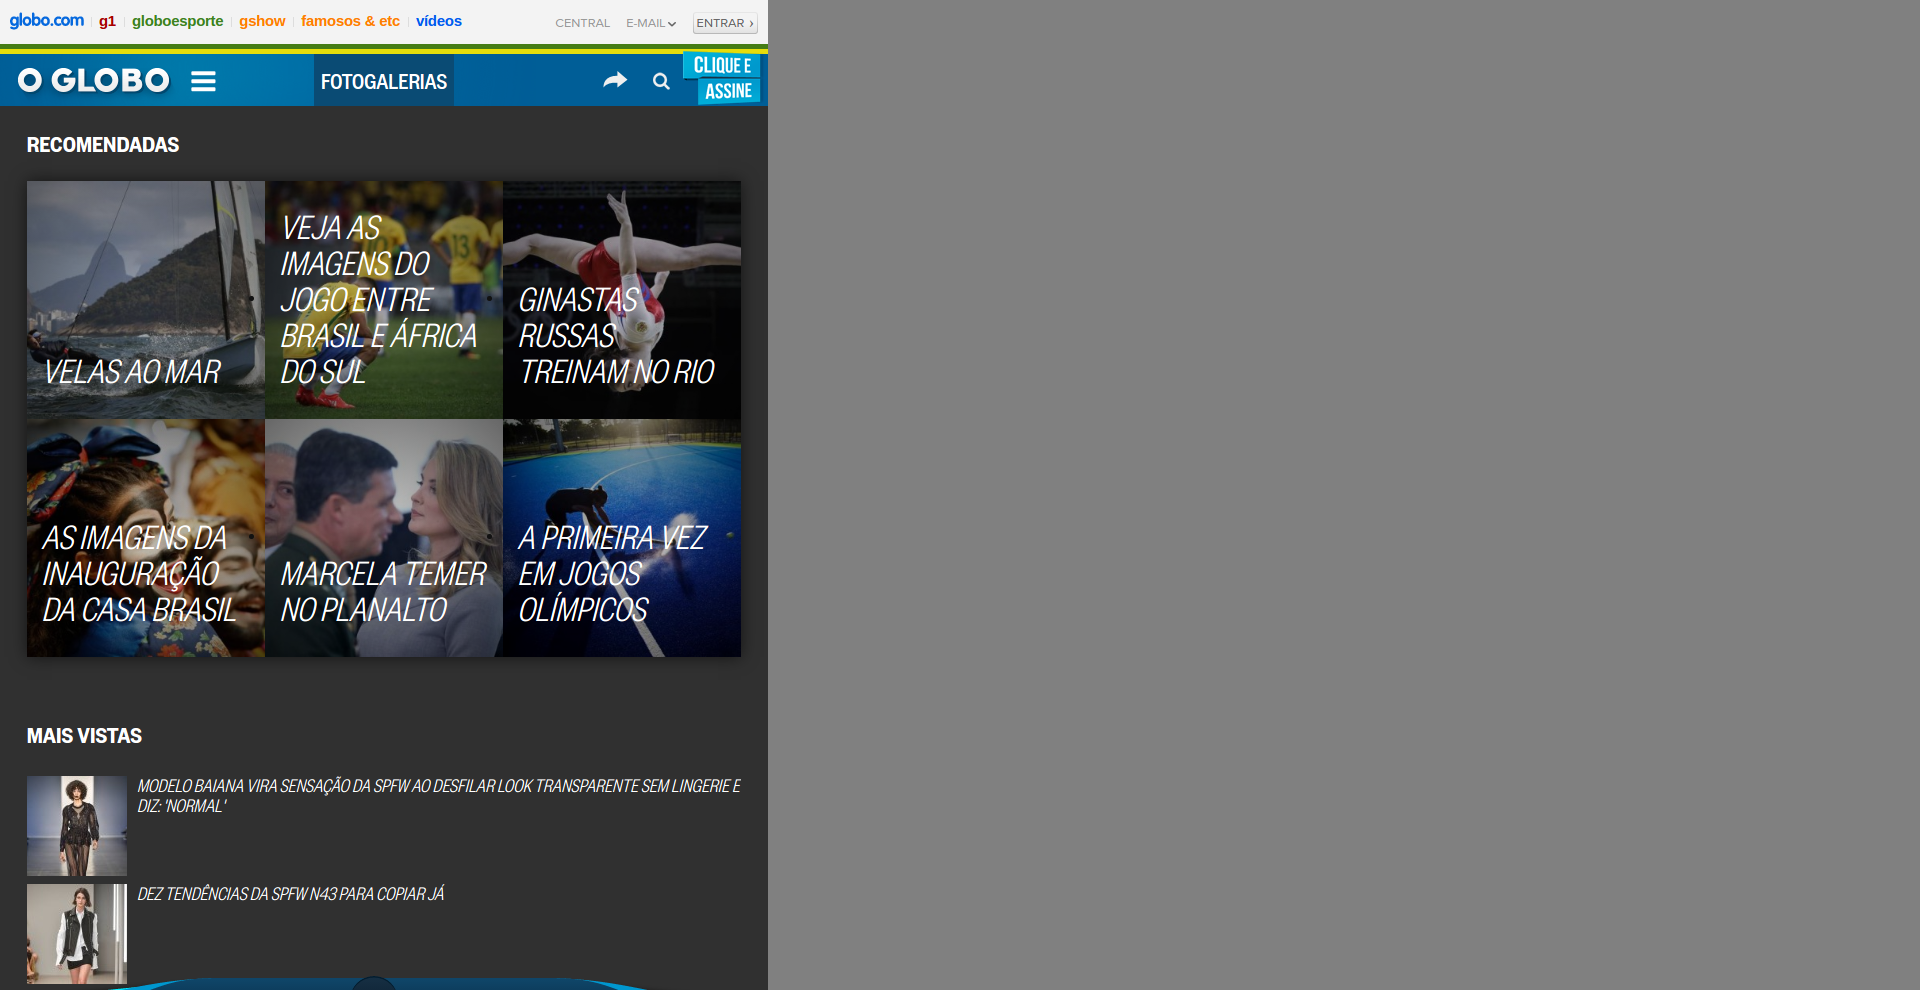 globo.com g1 globoesporte gshow famosos & etc vídeos CENTRAL E-MAIL ENTRAR ›
O GLOBO FOTOGALERIAS CLIQUE E
ASSINE
RECOMENDADAS
VELAS AO MAR
VEJA AS
IMAGENS DO
JOGO ENTRE
BRASIL E ÁFRICA
DO SUL
GINASTAS
RUSSAS
TREINAM NO RIO
AS IMAGENS DA
INAUGURAÇÃO
DA CASA BRASIL
MARCELA TEMER
NO PLANALTO
A PRIMEIRA VEZ
EM JOGOS
OLÍMPICOS
MAIS VISTAS
MODELO BAIANA VIRA SENSAÇÃO DA SPFW AO DESFILAR LOOK TRANSPARENTE SEM LINGERIE E
DIZ: 'NORMAL'
DEZ TENDÊNCIAS DA SPFW N43 PARA COPIAR JÁ